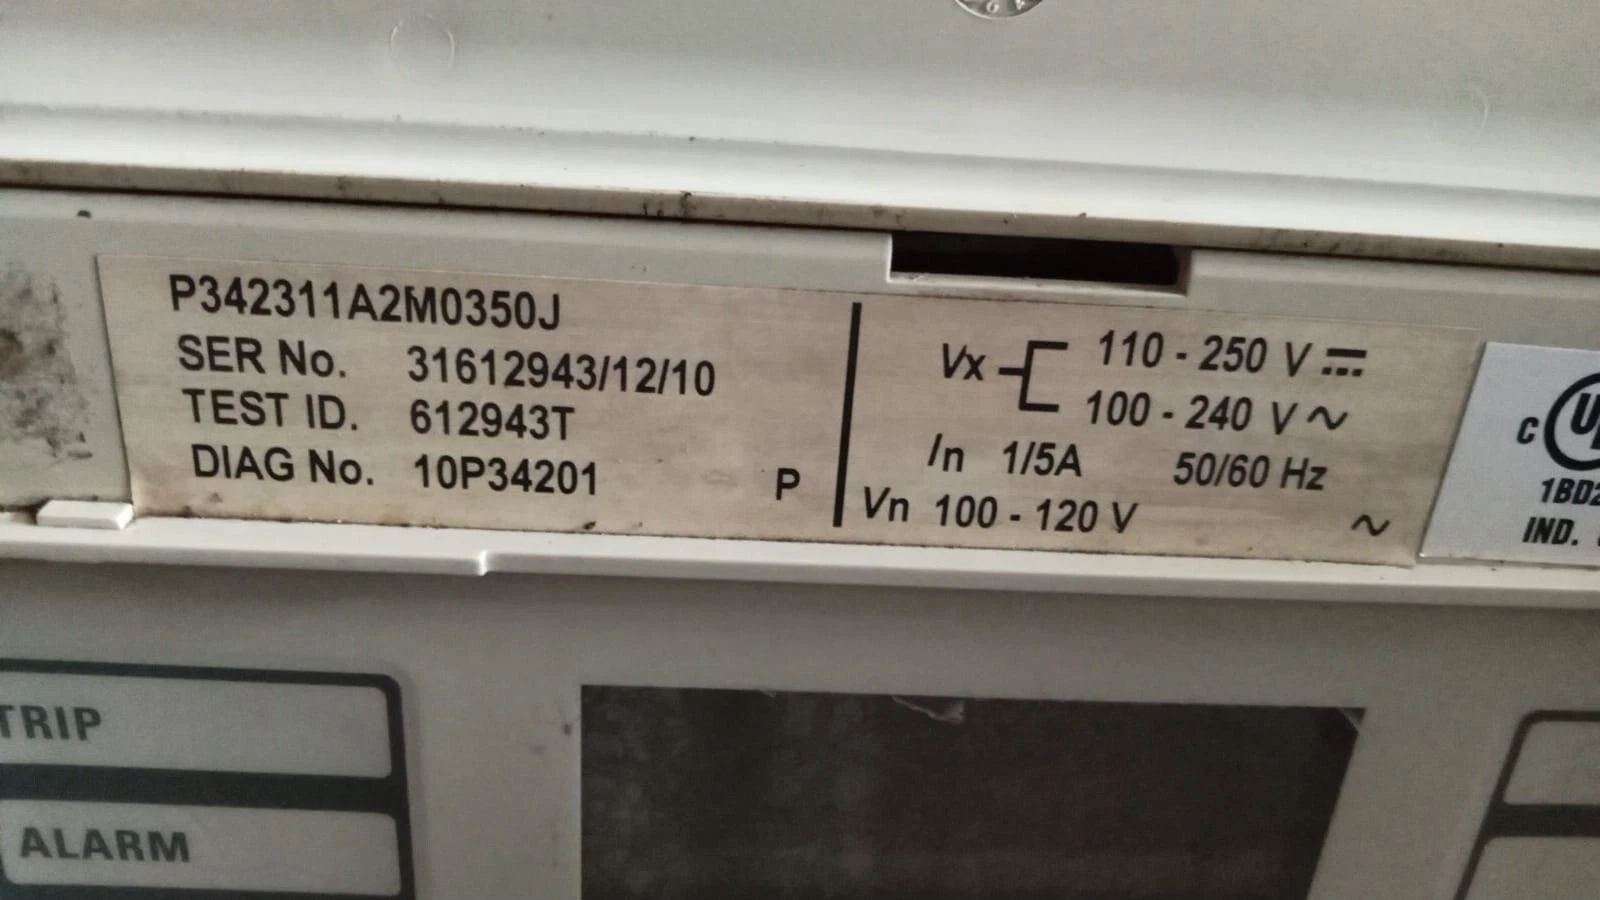 P342311A2M0350J
SER No. 31612943/12/10
TEST ID. 612943T
DIAG No. 10P34201
P
Vx 110 - 250 V
100 - 240 V ~
In 1/5A 50/60 Hz
Vn 100 - 120 V ~
C
IND.
TRIP
ALARM